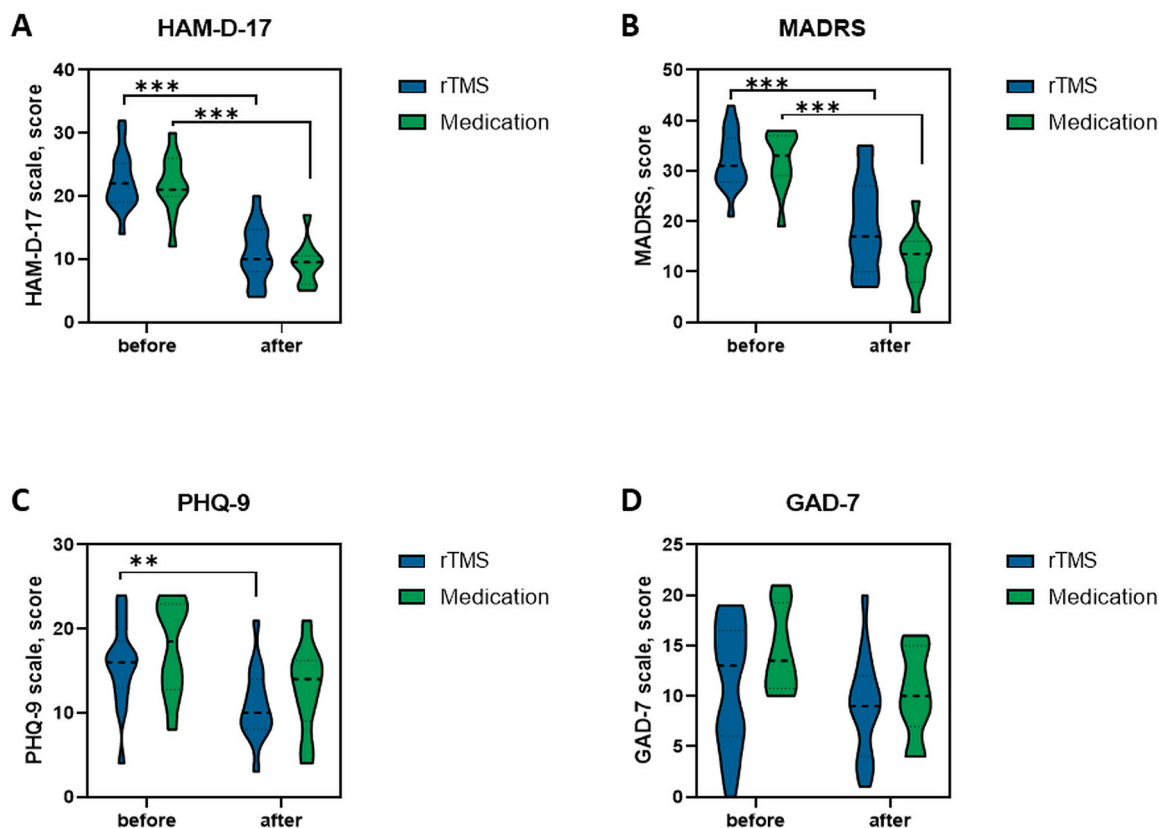 A
HAM-D-17
HAM-D-17 scale, score
40
30
20
10
0
***
***
before
after
rTMS
Medication
B
MADRS
MADRS, score
50
40
30
20
10
0
***
***
before
after
rTMS
Medication
C
PHQ-9
PHQ-9 scale, score
30
20
10
0
**
before
after
rTMS
Medication
D
GAD-7
GAD-7 scale, score
25
20
15
10
5
0
before
after
rTMS
Medication